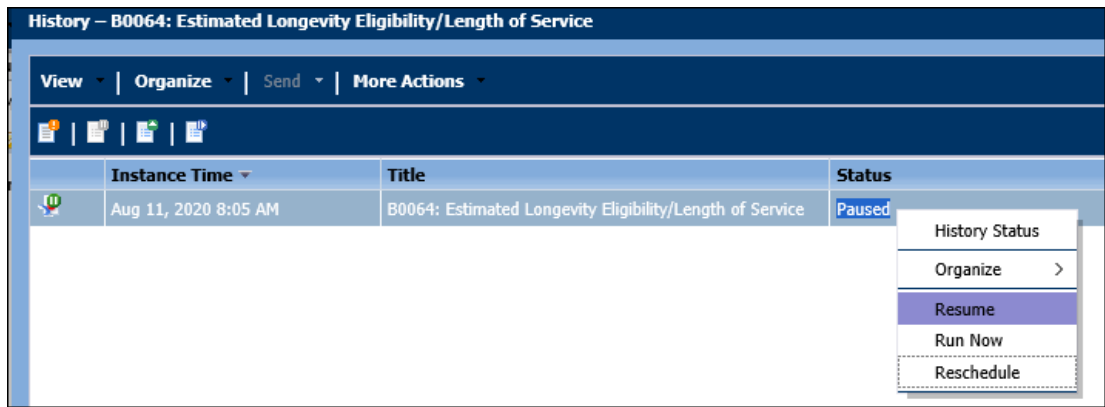 History – B0064: Estimated Longevity Eligibility/Length of Service
View | Organize | Send | More Actions
Instance Time Title Status
Aug 11, 2020 8:05 AM B0064: Estimated Longevity Eligibility/Length of Service Paused
History Status
Organize >
Resume
Run Now
Reschedule